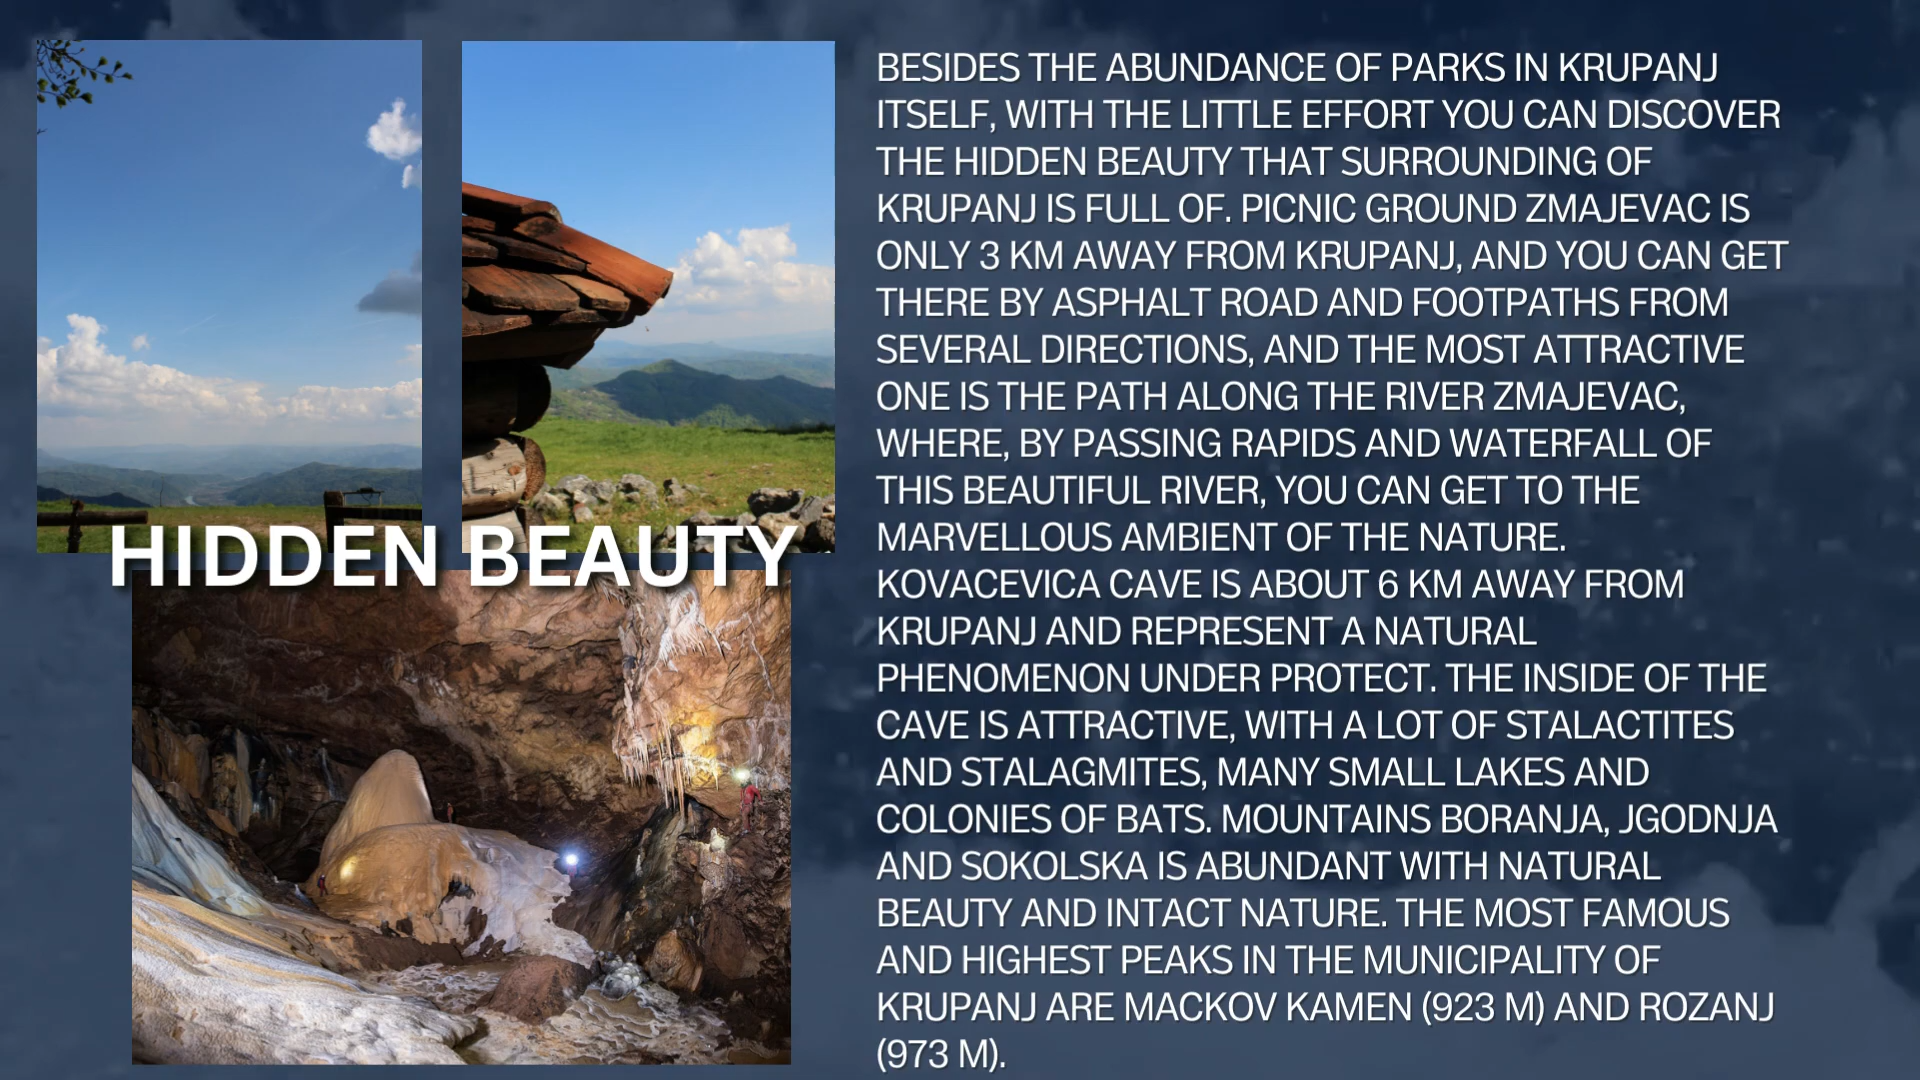 HIDDEN BEAUTY
BESIDES THE ABUNDANCE OF PARKS IN KRUPANJ
ITSELF, WITH THE LITTLE EFFORT YOU CAN DISCOVER
THE HIDDEN BEAUTY THAT SURROUNDING OF
KRUPANJ IS FULL OF. PICNIC GROUND ZMAJEVAC IS
ONLY 3 KM AWAY FROM KRUPANJ, AND YOU CAN GET
THERE BY ASPHALT ROAD AND FOOTPATHS FROM
SEVERAL DIRECTIONS, AND THE MOST ATTRACTIVE
ONE IS THE PATH ALONG THE RIVER ZMAJEVAC,
WHERE, BY PASSING RAPIDS AND WATERFALL OF
THIS BEAUTIFUL RIVER, YOU CAN GET TO THE
MARVELLOUS AMBIENT OF THE NATURE.
KOVACEVICA CAVE IS ABOUT 6 KM AWAY FROM
KRUPANJ AND REPRESENT A NATURAL
PHENOMENON UNDER PROTECT. THE INSIDE OF THE
CAVE IS ATTRACTIVE, WITH A LOT OF STALACTITES
AND STALAGMITES, MANY SMALL LAKES AND
COLONIES OF BATS. MOUNTAINS BORANJA, JGODNJA
AND SOKOLSKA IS ABUNDANT WITH NATURAL
BEAUTY AND INTACT NATURE. THE MOST FAMOUS
AND HIGHEST PEAKS IN THE MUNICIPALITY OF
KRUPANJ ARE MACKOV KAMEN (923 M) AND ROZANJ
(973 M).